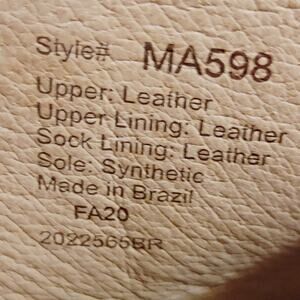 Style# MA598
Upper: Leather
Upper Lining: Leather
Sock Lining: Leather
Sole: Synthetic
Made in Brazil
FA20
2022565BR